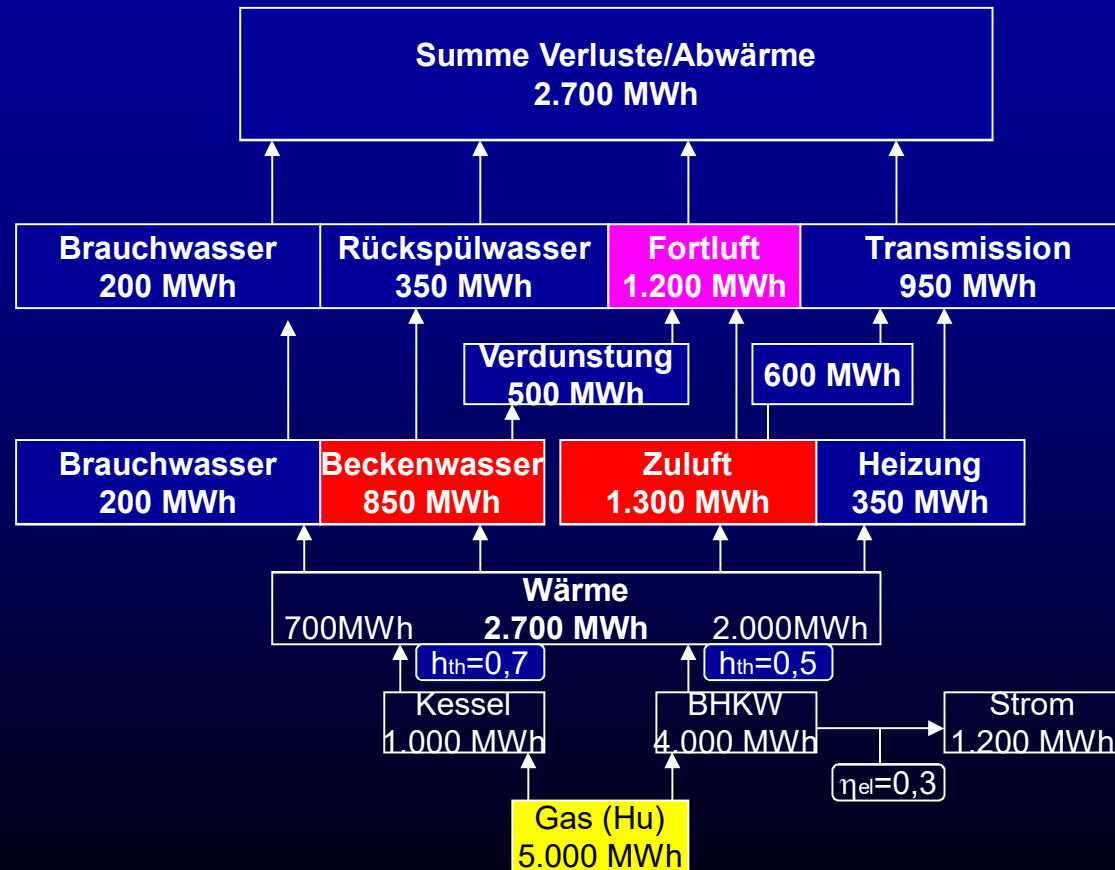 Summe Verluste/Abwärme
2.700 MWh
Brauchwasser
200 MWh
Rückspülwasser
350 MWh
Fortluft
1.200 MWh
Transmission
950 MWh
Verdunstung
500 MWh
600 MWh
Brauchwasser
200 MWh
Beckenwasser
850 MWh
Zuluft
1.300 MWh
Heizung
350 MWh
Wärme
700MWh 2.700 MWh 2.000MWh
hth=0,7
hth=0,5
Kessel
1.000 MWh
BHKW
4.000 MWh
Strom
1.200 MWh
ηel=0,3
Gas (Hu)
5.000 MWh